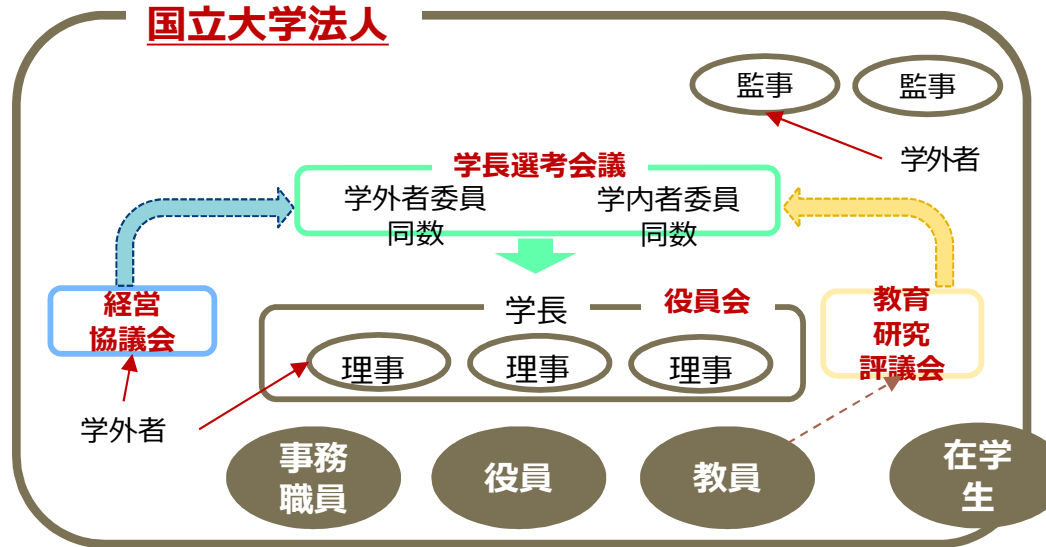 国立大学法人
監事
監事
学外者
学長選考会議
学外者委員
同数
学内者委員
同数
経営
協議会
学長
役員会
理事
理事
理事
教育
研究
評議会
学外者
事務
職員
役員
教員
在学
生